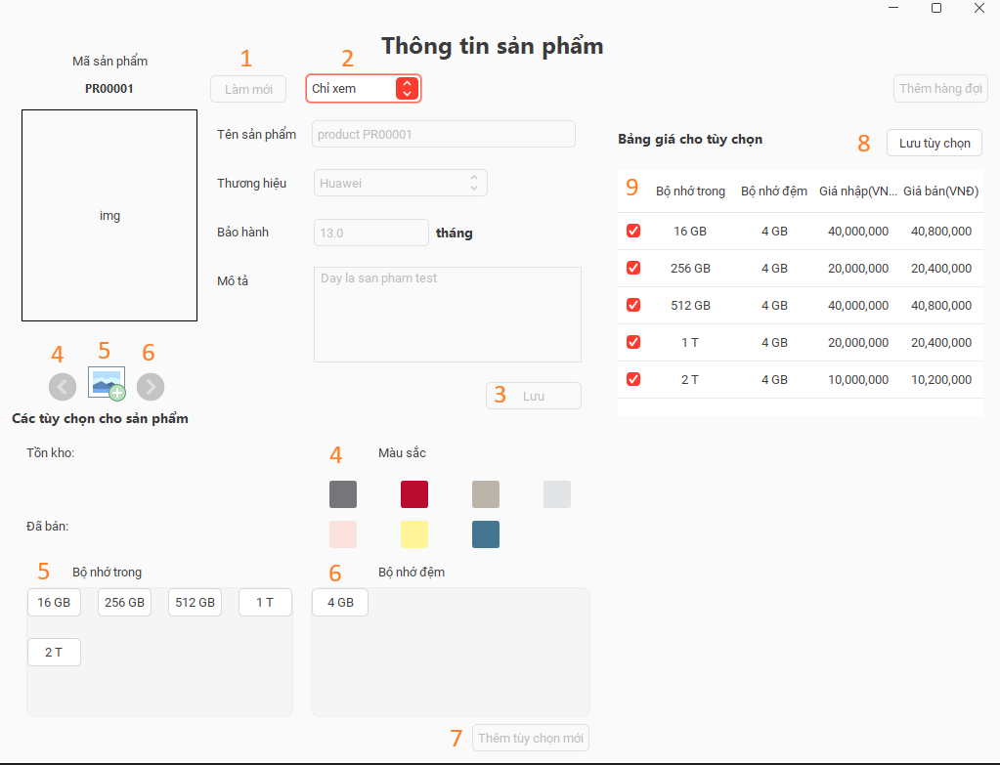 Thông tin sản phẩm
Mã sản phẩm
PR00001
1
Làm mới
2
Chỉ xem
Thêm hàng đợi
img
Tên sản phẩm
product PR00001
Thương hiệu
Huawei
Bảo hành
13.0
tháng
Mô tả
Day la san pham test
3
Lưu
4
5
6
Bảng giá cho tùy chọn
8
Lưu tùy chọn
9 Bộ nhớ trong Bộ nhớ đệm Giá nhập(VN... Giá bán(VNĐ)
16 GB 4 GB 40,000,000 40,800,000
256 GB 4 GB 20,000,000 20,400,000
512 GB 4 GB 40,000,000 40,800,000
1 T 4 GB 20,000,000 20,400,000
2 T 4 GB 10,000,000 10,200,000
Các tùy chọn cho sản phẩm
Tồn kho:
Đã bán:
4
Màu sắc
5
Bộ nhớ trong
16 GB 256 GB 512 GB 1 T
2 T
6
Bộ nhớ đệm
4 GB
7
Thêm tùy chọn mới